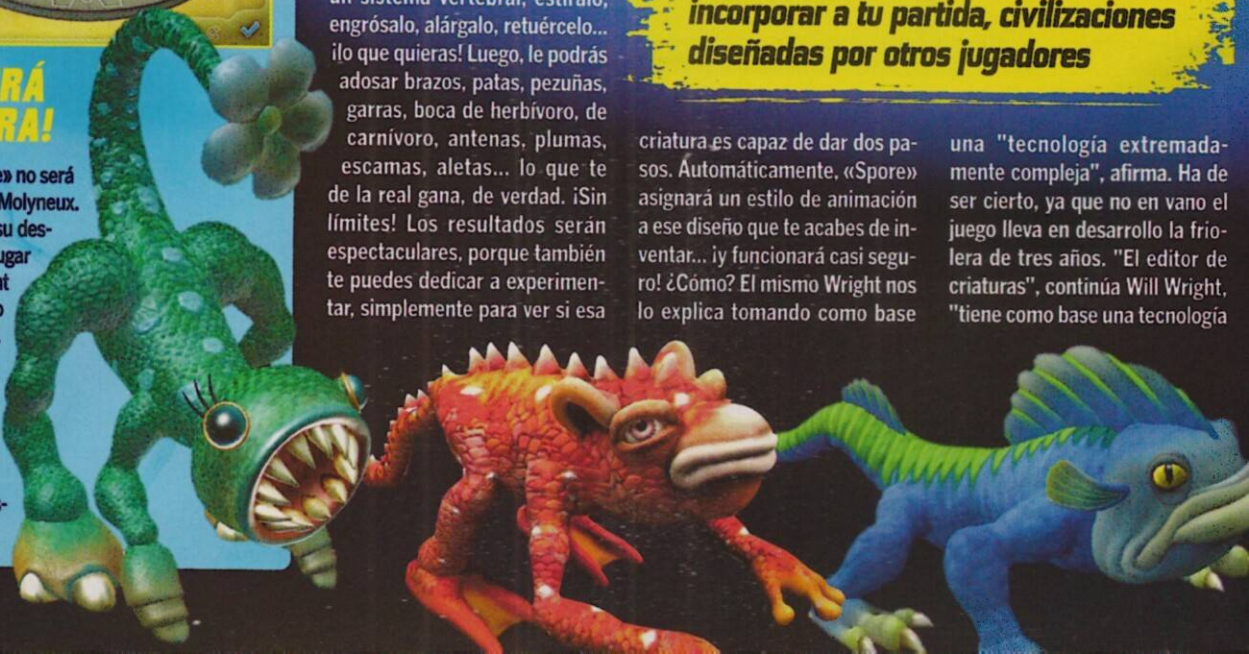 RÁ
RA!
» no será
Molyneux.
su des-
ugar
nt
o
s-
un sistema vertebral, estíralo,
engrósalo, alárgalo, retuércelo...
¡lo que quieras! Luego, le podrás
adosar brazos, patas, pezuñas,
garras, boca de herbívoro, de
carnívoro, antenas, plumas,
escamas, aletas... lo que te
de la real gana, de verdad. ¡Sin
límites! Los resultados serán
espectaculares, porque también
te puedes dedicar a experimen-
tar, simplemente para ver si esa
incorporar a tu partida, civilizaciones
diseñadas por otros jugadores
criatura es capaz de dar dos pa-
sos. Automáticamente, «Spore»
asignará un estilo de animación
a ese diseño que te acabes de in-
ventar... ¡y funcionará casi segu-
ro! ¿Cómo? El mismo Wright nos
lo explica tomando como base
una "tecnología extremada-
mente compleja", afirma. Ha de
ser cierto, ya que no en vano el
juego lleva en desarrollo la frio-
lera de tres años. "El editor de
criaturas", continúa Will Wright,
"tiene como base una tecnología